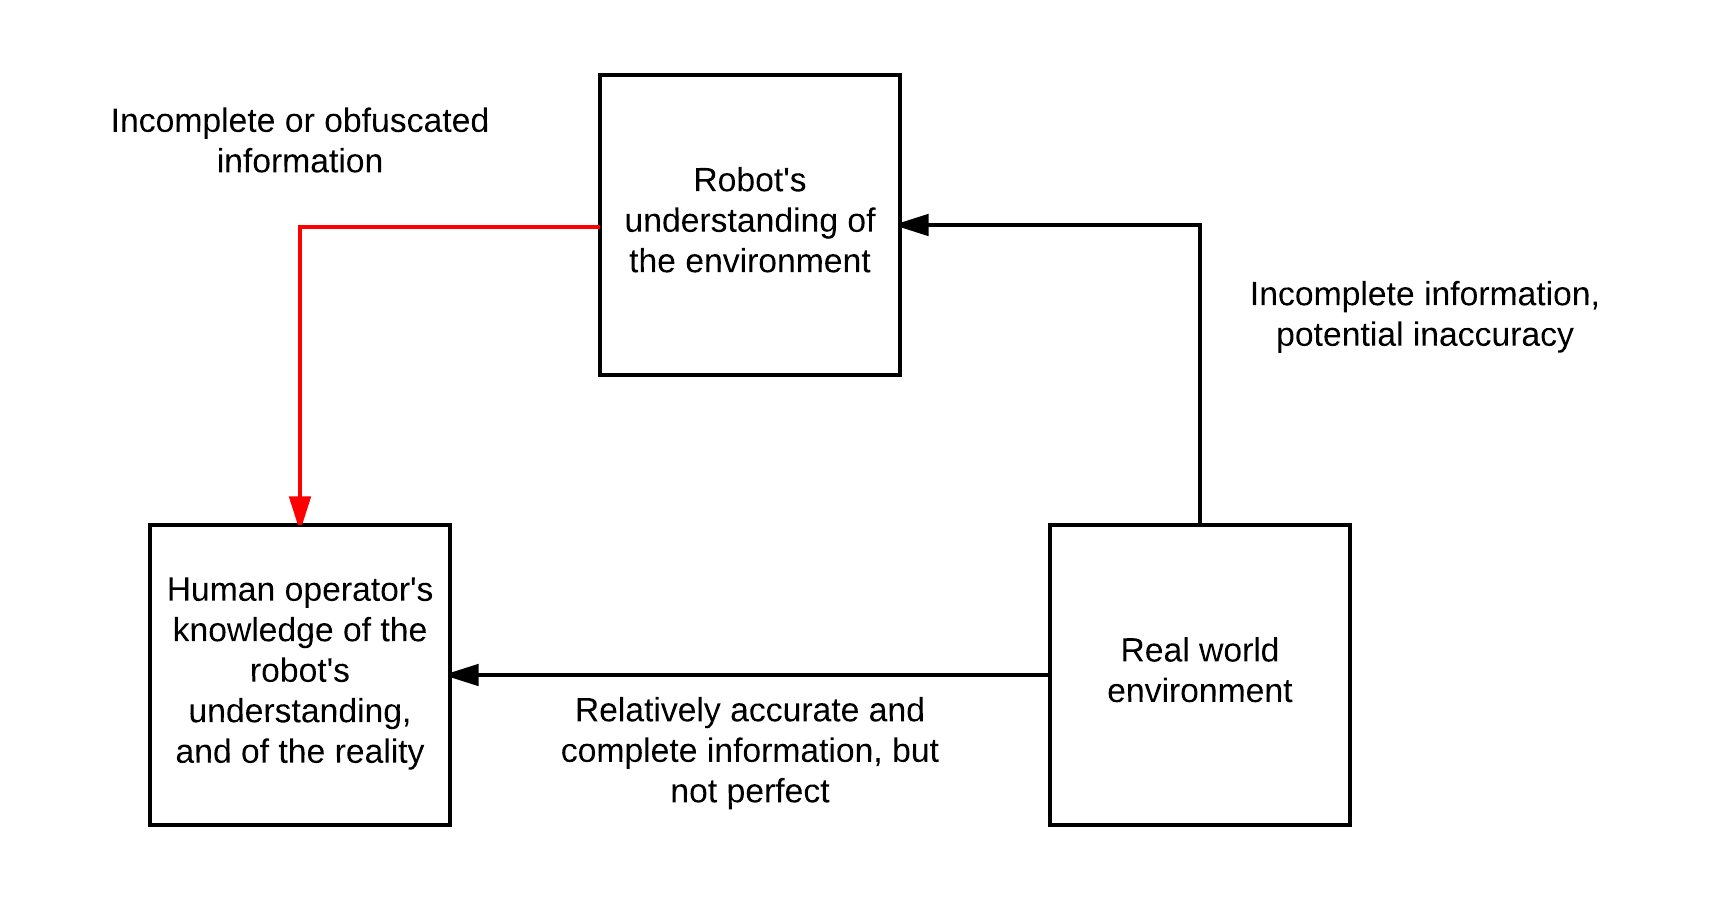 Incomplete or obfuscated
information
Robot's
understanding of
the environment
Incomplete information,
potential inaccuracy
Human operator's
knowledge of the
robot's
understanding,
and of the reality
Relatively accurate and
complete information, but
not perfect
Real world
environment